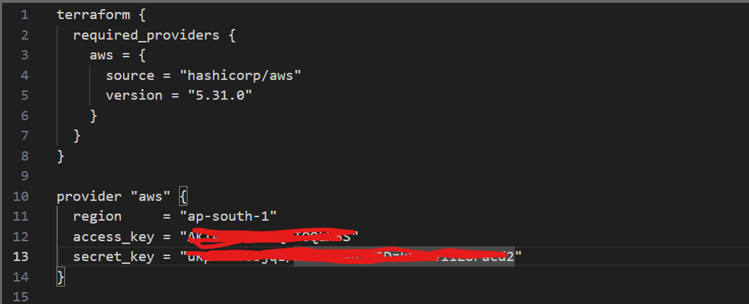 1 terraform {
2 required_providers {
3 aws = {
4 source = "hashicorp/aws"
5 version = "5.31.0"
6 }
7 }
8 }
9
10 provider "aws" {
11 region = "ap-south-1"
12 access_key = "
13 secret_key = "
14 }
15